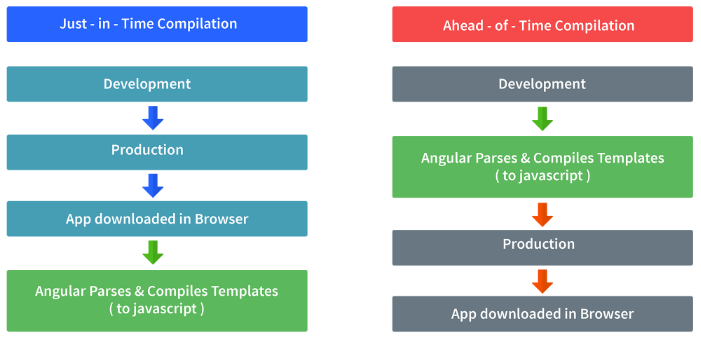 Just - in - Time Compilation
Development
Production
App downloaded in Browser
Angular Parses & Compiles Templates
( to javascript )
Ahead - of - Time Compilation
Development
Angular Parses & Compiles Templates
( to javascript )
Production
App downloaded in Browser